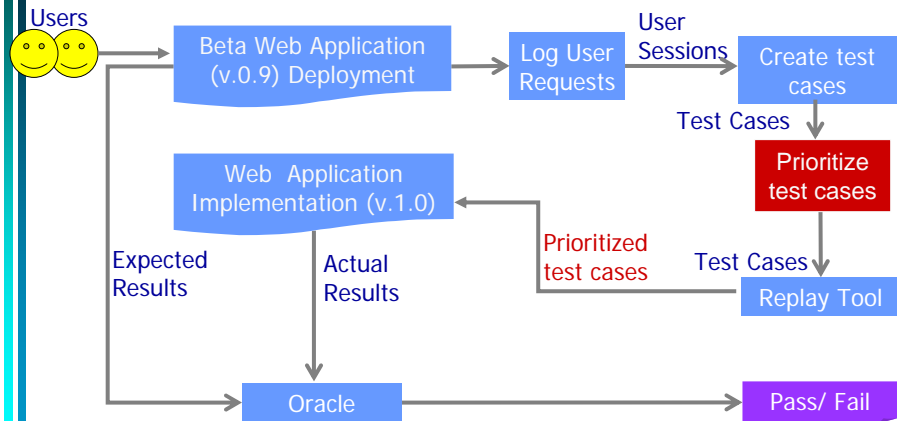 Users
Beta Web Application
(v.0.9) Deployment
Log User
Requests
User
Sessions
Create test
cases
Test Cases
Prioritize
test cases
Web  Application
Implementation (v.1.0)
Expected
Results
Actual
Results
Prioritized
test cases
Test Cases
Replay Tool
Oracle
Pass/ Fail